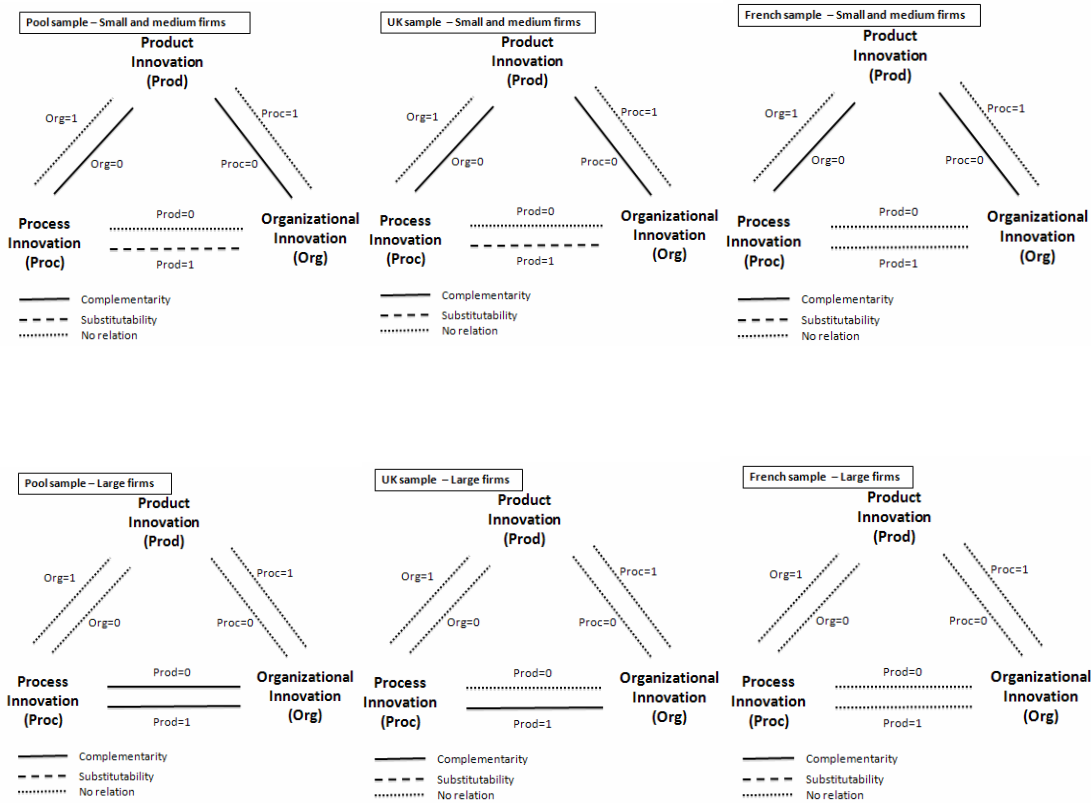 Pool sample – Small and medium firms
Product
Innovation
(Prod)
Org=1
Org=0
Proc=1
Proc=0
Process
Innovation
(Proc)
Prod=0
Prod=1
Organizational
Innovation
(Org)
Complementarity
Substitutability
No relation
UK sample – Small and medium firms
Product
Innovation
(Prod)
Org=1
Org=0
Proc=1
Proc=0
Process
Innovation
(Proc)
Prod=0
Prod=1
Organizational
Innovation
(Org)
Complementarity
Substitutability
No relation
French sample – Small and medium firms
Product
Innovation
(Prod)
Org=1
Org=0
Proc=1
Proc=0
Process
Innovation
(Proc)
Prod=0
Prod=1
Organizational
Innovation
(Org)
Complementarity
Substitutability
No relation
Pool sample – Large firms
Product
Innovation
(Prod)
Org=1
Org=0
Proc=1
Proc=0
Process
Innovation
(Proc)
Prod=0
Prod=1
Organizational
Innovation
(Org)
Complementarity
Substitutability
No relation
UK sample – Large firms
Product
Innovation
(Prod)
Org=1
Org=0
Proc=1
Proc=0
Process
Innovation
(Proc)
Prod=0
Prod=1
Organizational
Innovation
(Org)
Complementarity
Substitutability
No relation
French sample – Large firms
Product
Innovation
(Prod)
Org=1
Org=0
Proc=1
Proc=0
Process
Innovation
(Proc)
Prod=0
Prod=1
Organizational
Innovation
(Org)
Complementarity
Substitutability
No relation